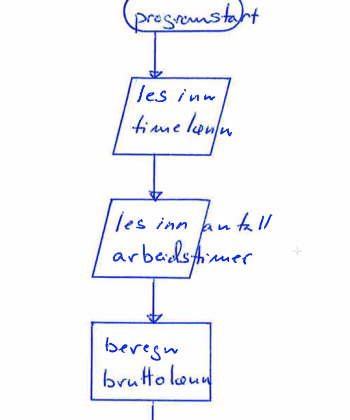 programstart
les inn
timelønn
les inn antall
arbeidstimer
beregn
bruttolønn